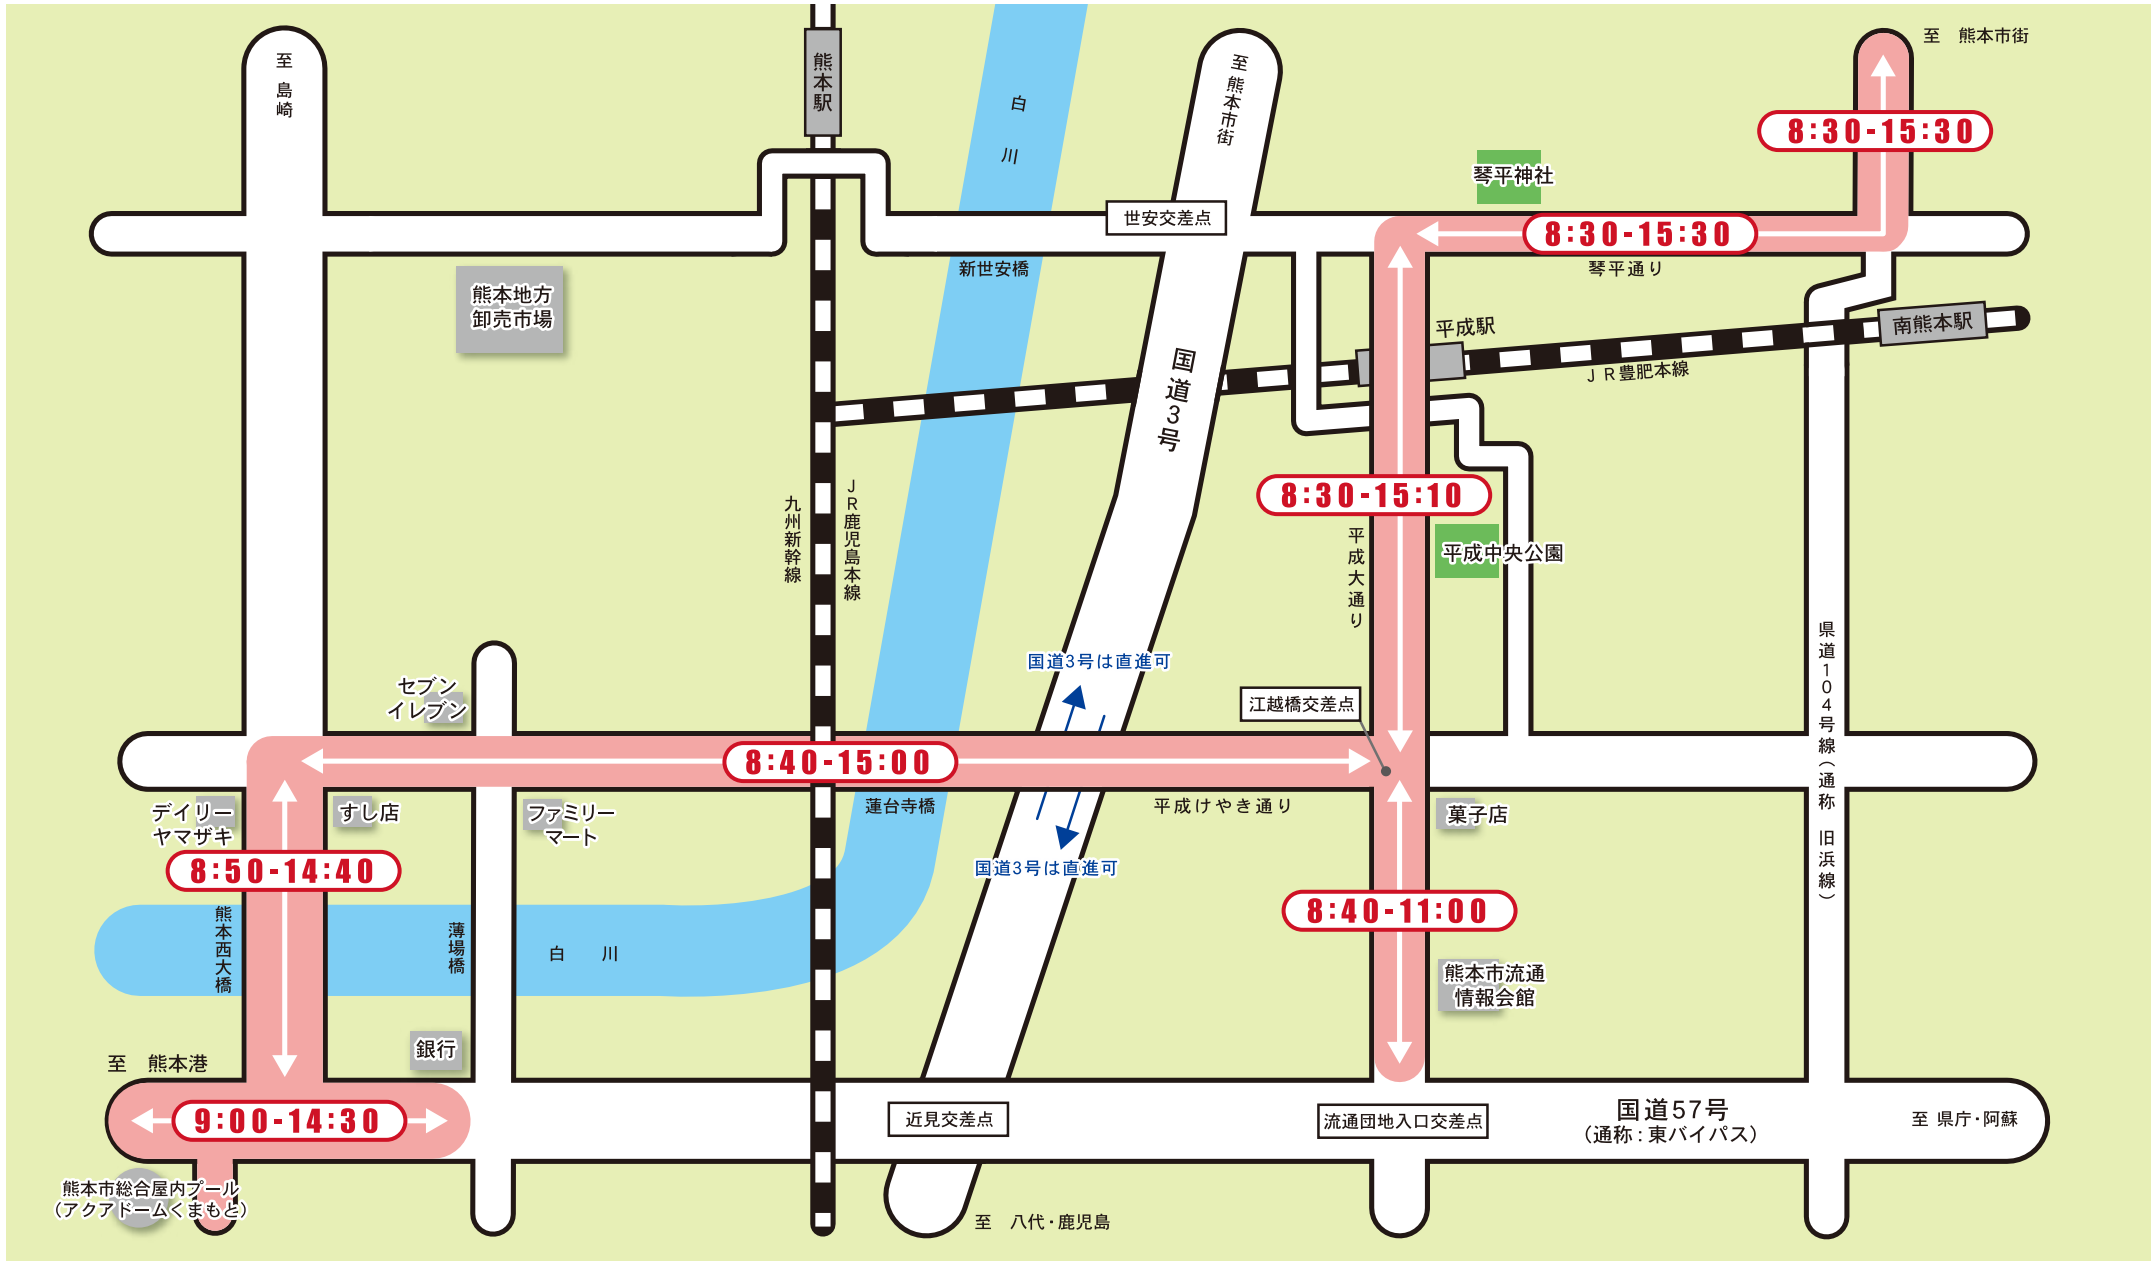 至 島崎
熊本駅
白 川
至 熊本市街
至 熊本市街
8:30-15:30
琴平神社
世安交差点
8:30-15:30
新世安橋
琴平通り
熊本地方
卸売市場
平成駅
南熊本駅
JR豊肥本線
国道3号
8:30-15:10
九州新幹線
JR鹿児島本線
平成大通り
平成中央公園
県道104号線(通称 旧浜線)
国道3号は直進可
セブン
イレブン
江越橋交差点
8:40-15:00
デイリー
ヤマザキ
すし店
ファミリー
マート
蓮台寺橋
平成けやき通り
菓子店
国道3号は直進可
8:50-14:40
8:40-11:00
熊本西大橋
薄場橋
白 川
熊本市流通
情報会館
銀行
至 熊本港
9:00-14:30
近見交差点
流通団地入口交差点
国道57号
(通称:東バイパス)
至 県庁・阿蘇
熊本市総合屋内プール
(アクアドームくまもと)
至 八代・鹿児島